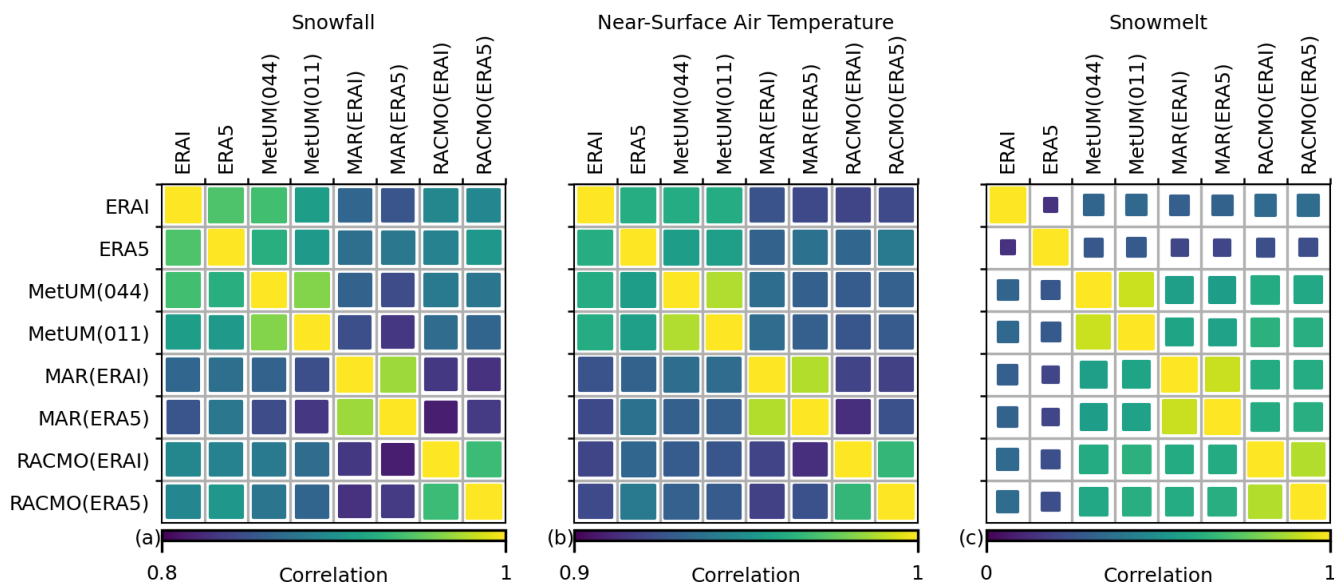 Snowfall
Near-Surface Air Temperature
Snowmelt
ERAI
ERA5
MetUM(044)
MetUM(011)
MAR(ERAI)
MAR(ERA5)
RACMO(ERAI)
RACMO(ERA5)
ERAI
ERA5
MetUM(044)
MetUM(011)
MAR(ERAI)
MAR(ERA5)
RACMO(ERAI)
RACMO(ERA5)
ERAI
ERA5
MetUM(044)
MetUM(011)
MAR(ERAI)
MAR(ERA5)
RACMO(ERAI)
RACMO(ERA5)
ERAI
ERA5
MetUM(044)
MetUM(011)
MAR(ERAI)
MAR(ERA5)
RACMO(ERAI)
RACMO(ERA5)
(a)
0.8
Correlation
1
(b)
0.9
Correlation
1
(c)
0
Correlation
1